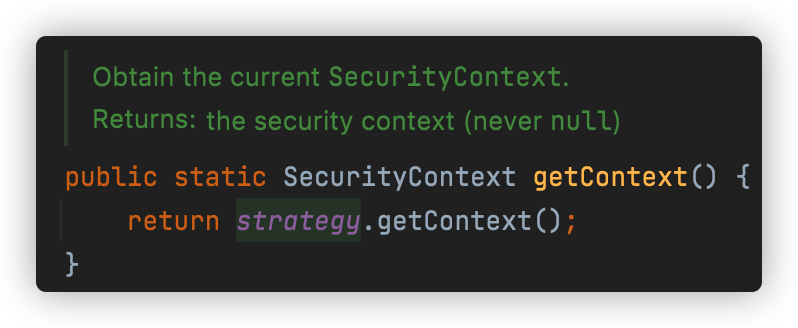 Obtain the current SecurityContext.
Returns: the security context (never null)
public static SecurityContext getContext() {
    return strategy.getContext();
}